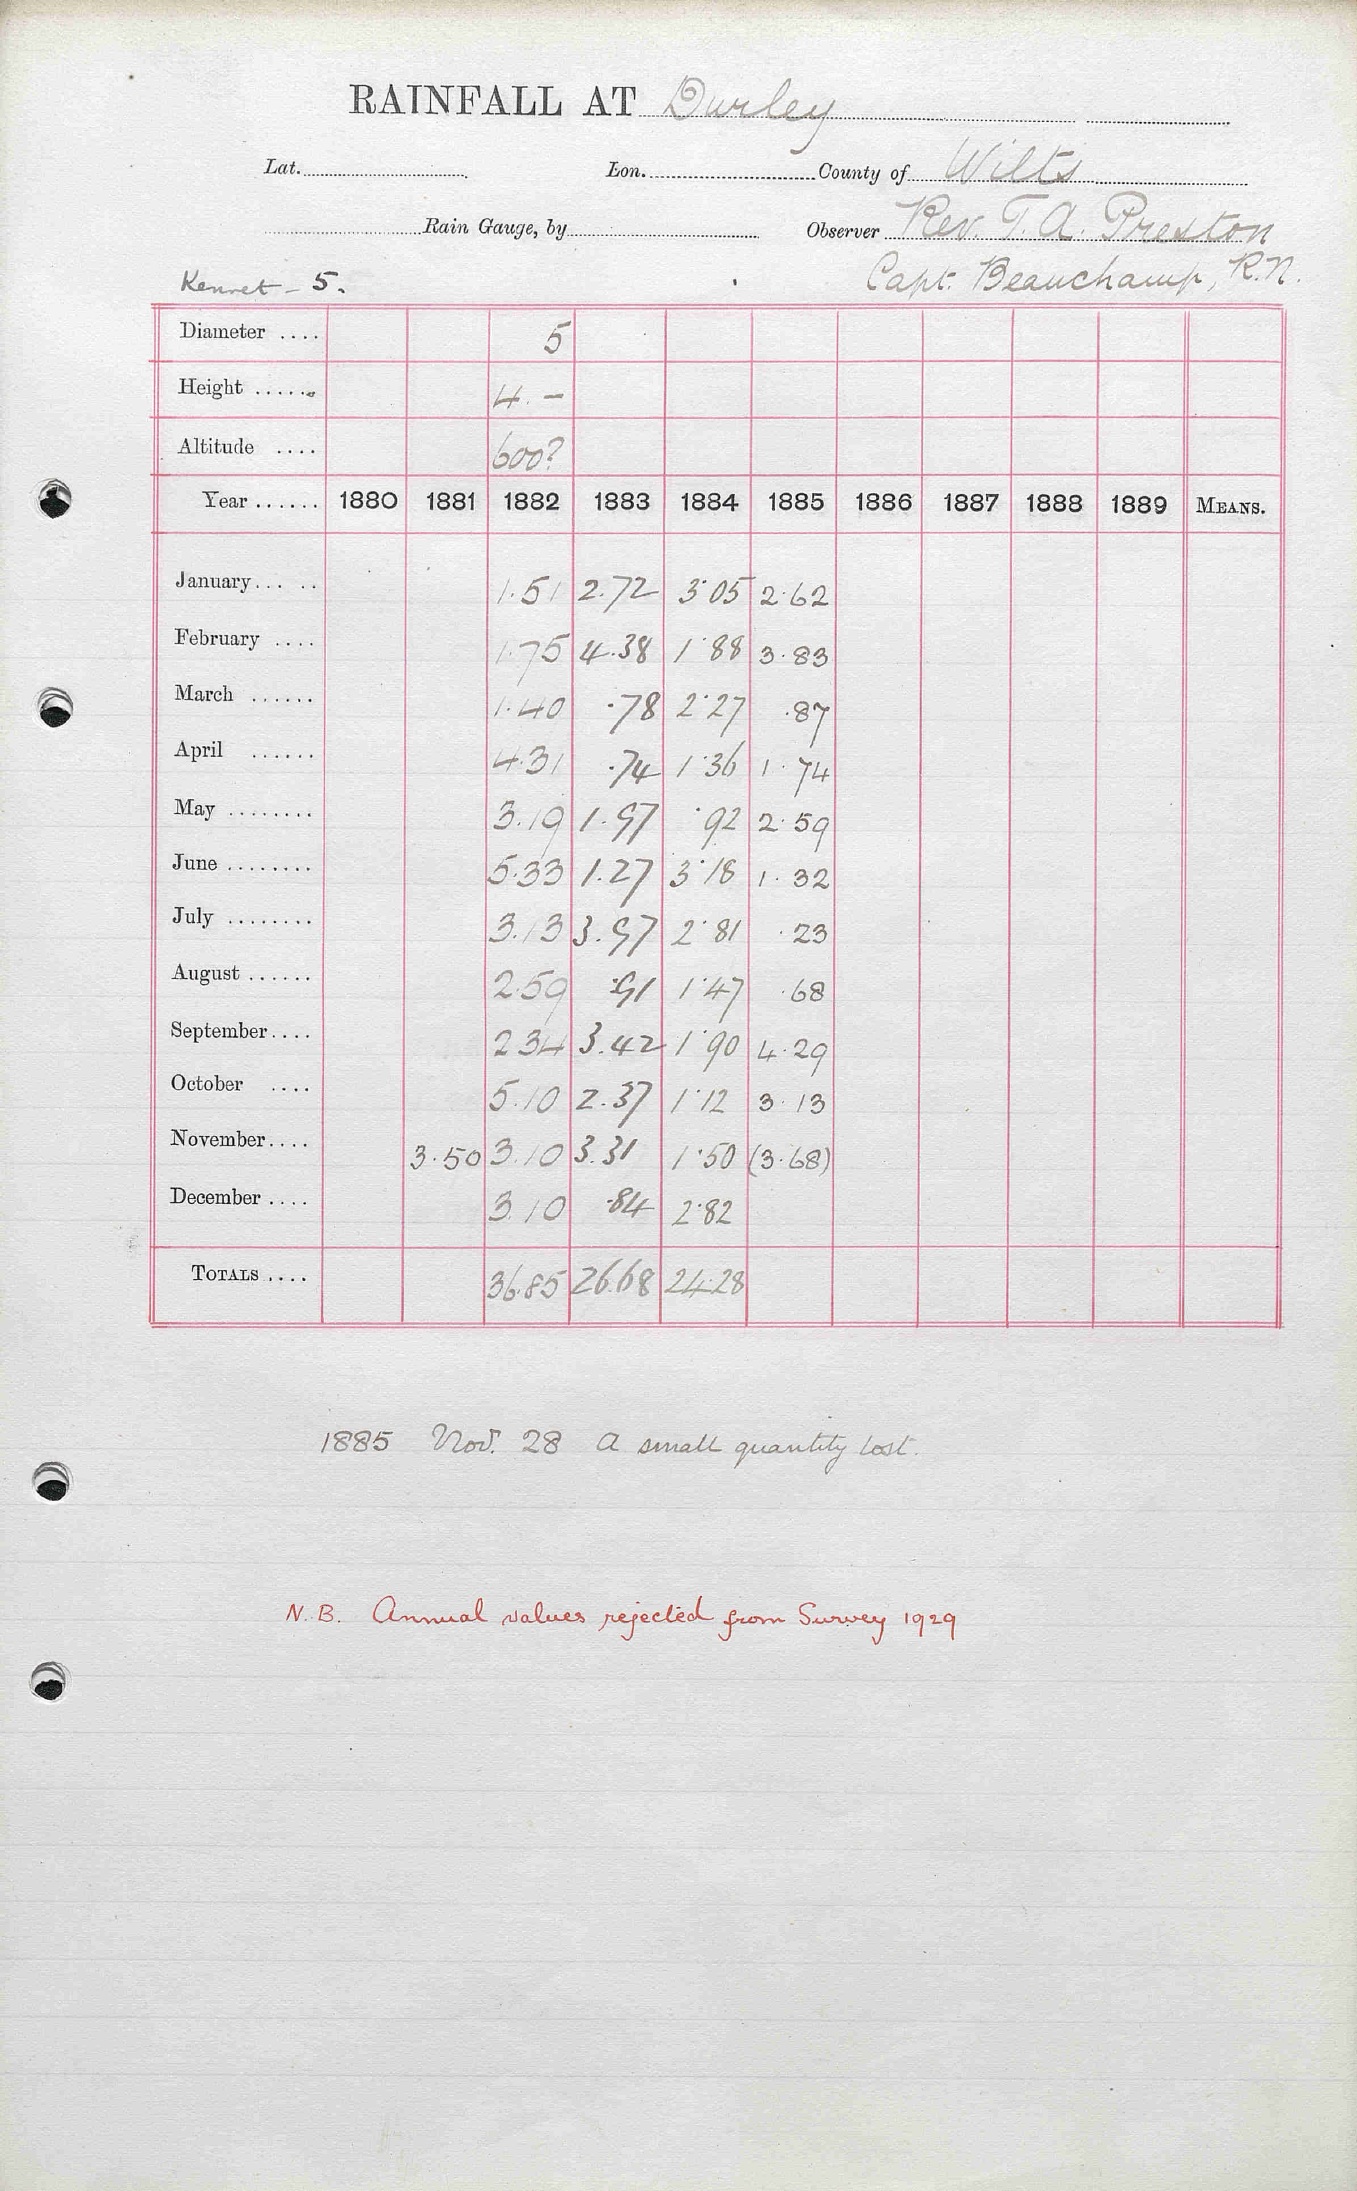 RAINFALL AT Durley
Lat. Lon. County of Wilts
Rain Gauge, by Observer Rev. T. A. Preston
Kennet - 5. Capt. Beauchamp, R.N.
Diameter .... 5
Height ...... 4. -
Altitude .... 600?
Year ...... 1880 1881 1882 1883 1884 1885 1886 1887 1888 1889 MEANS.
January... .. 1.51 2.72 3.05 2.62
February .... 1.75 4.38 1.88 3.83
March ...... 1.40 .78 2.27 .87
April ...... 4.31 .74 1.36 1.74
May ........ 3.19 1.97 .92 2.59
June ........ 5.33 1.27 3.18 1.32
July ........ 3.13 3.97 2.81 .23
August ...... 2.59 .91 1.47 .68
September.... 2.34 3.42 1.90 4.29
October .... 5.10 2.37 1.12 3.13
November.... 3.50 3.10 3.31 1.50 (3.68)
December .... 3.10 .84 2.82
TOTALS .... 36.85 26.68 24.28
1885 Nov. 28 A small quantity lost.
N.B. Annual values rejected from Survey 1929